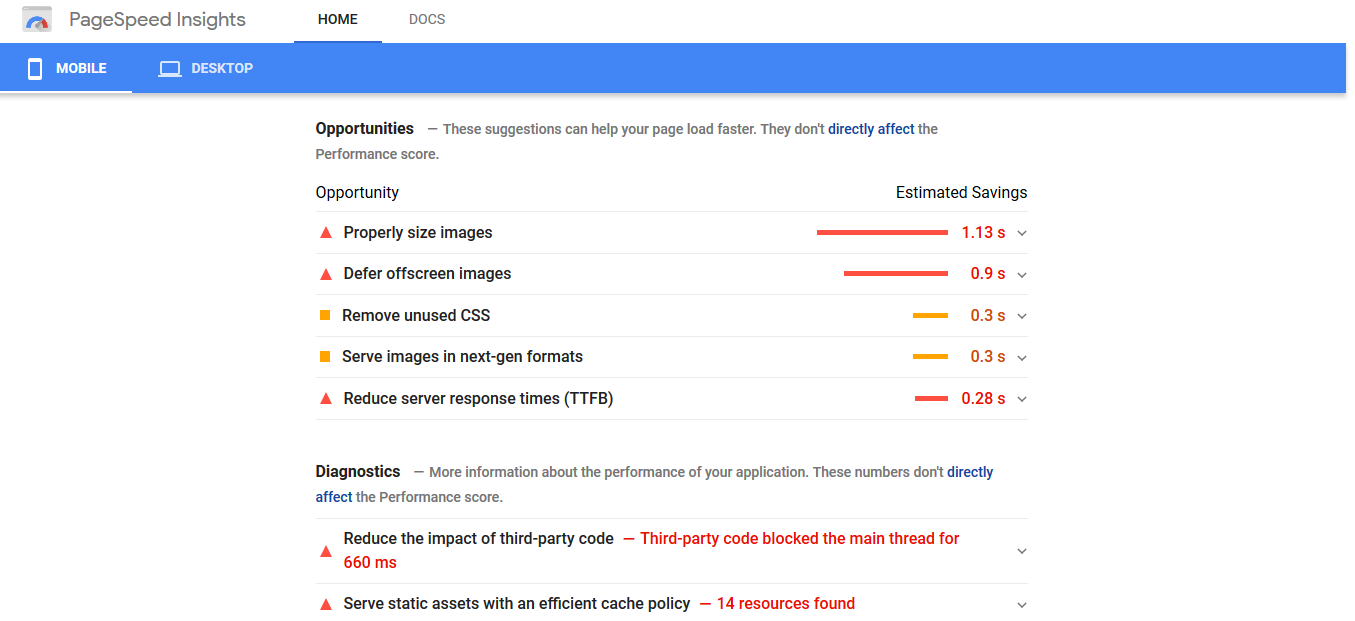 PageSpeed Insights HOME DOCS
MOBILE DESKTOP
Opportunities — These suggestions can help your page load faster. They don't directly affect the
Performance score.
Opportunity Estimated Savings
Properly size images 1.13 s
Defer offscreen images 0.9 s
Remove unused CSS 0.3 s
Serve images in next-gen formats 0.3 s
Reduce server response times (TTFB) 0.28 s
Diagnostics — More information about the performance of your application. These numbers don't directly
affect the Performance score.
Reduce the impact of third-party code — Third-party code blocked the main thread for
660 ms
Serve static assets with an efficient cache policy — 14 resources found